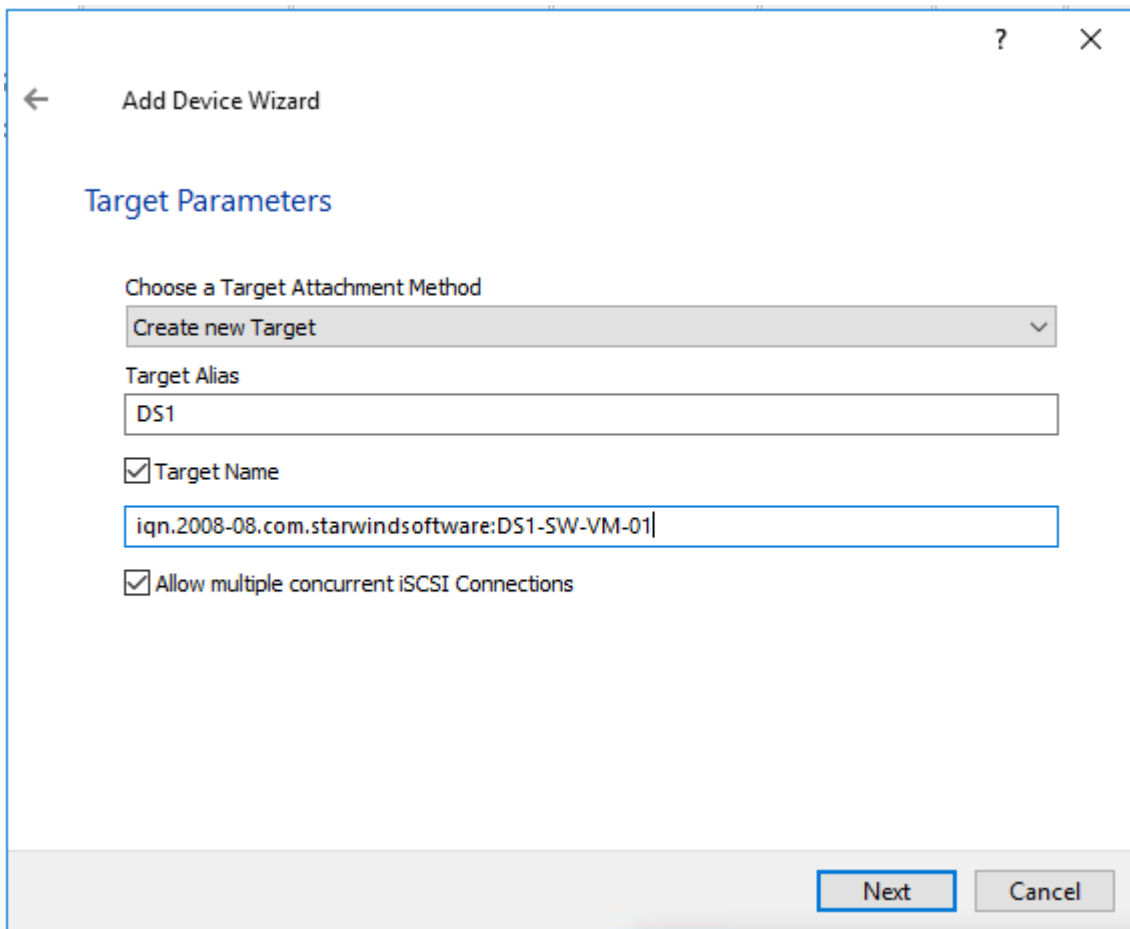 ?
Add Device Wizard
Target Parameters
Choose a Target Attachment Method
Create new Target
Target Alias
DS1
Target Name
iqn.2008-08.com.starwindsoftware:DS1-SW-VM-01
Allow multiple concurrent iSCSI Connections
Next Cancel